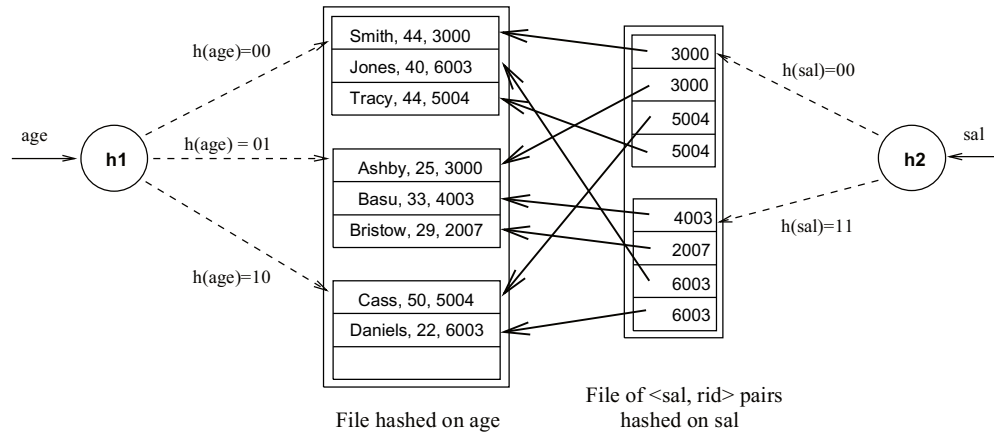 age
h1
h(age)=00
h(age) = 01
h(age)=10
Smith, 44, 3000
Jones, 40, 6003
Tracy, 44, 5004
Ashby, 25, 3000
Basu, 33, 4003
Bristow, 29, 2007
Cass, 50, 5004
Daniels, 22, 6003
File hashed on age
3000
3000
5004
5004
4003
2007
6003
6003
File of <sal, rid> pairs
hashed on sal
h(sal)=00
h(sal)=11
h2
sal